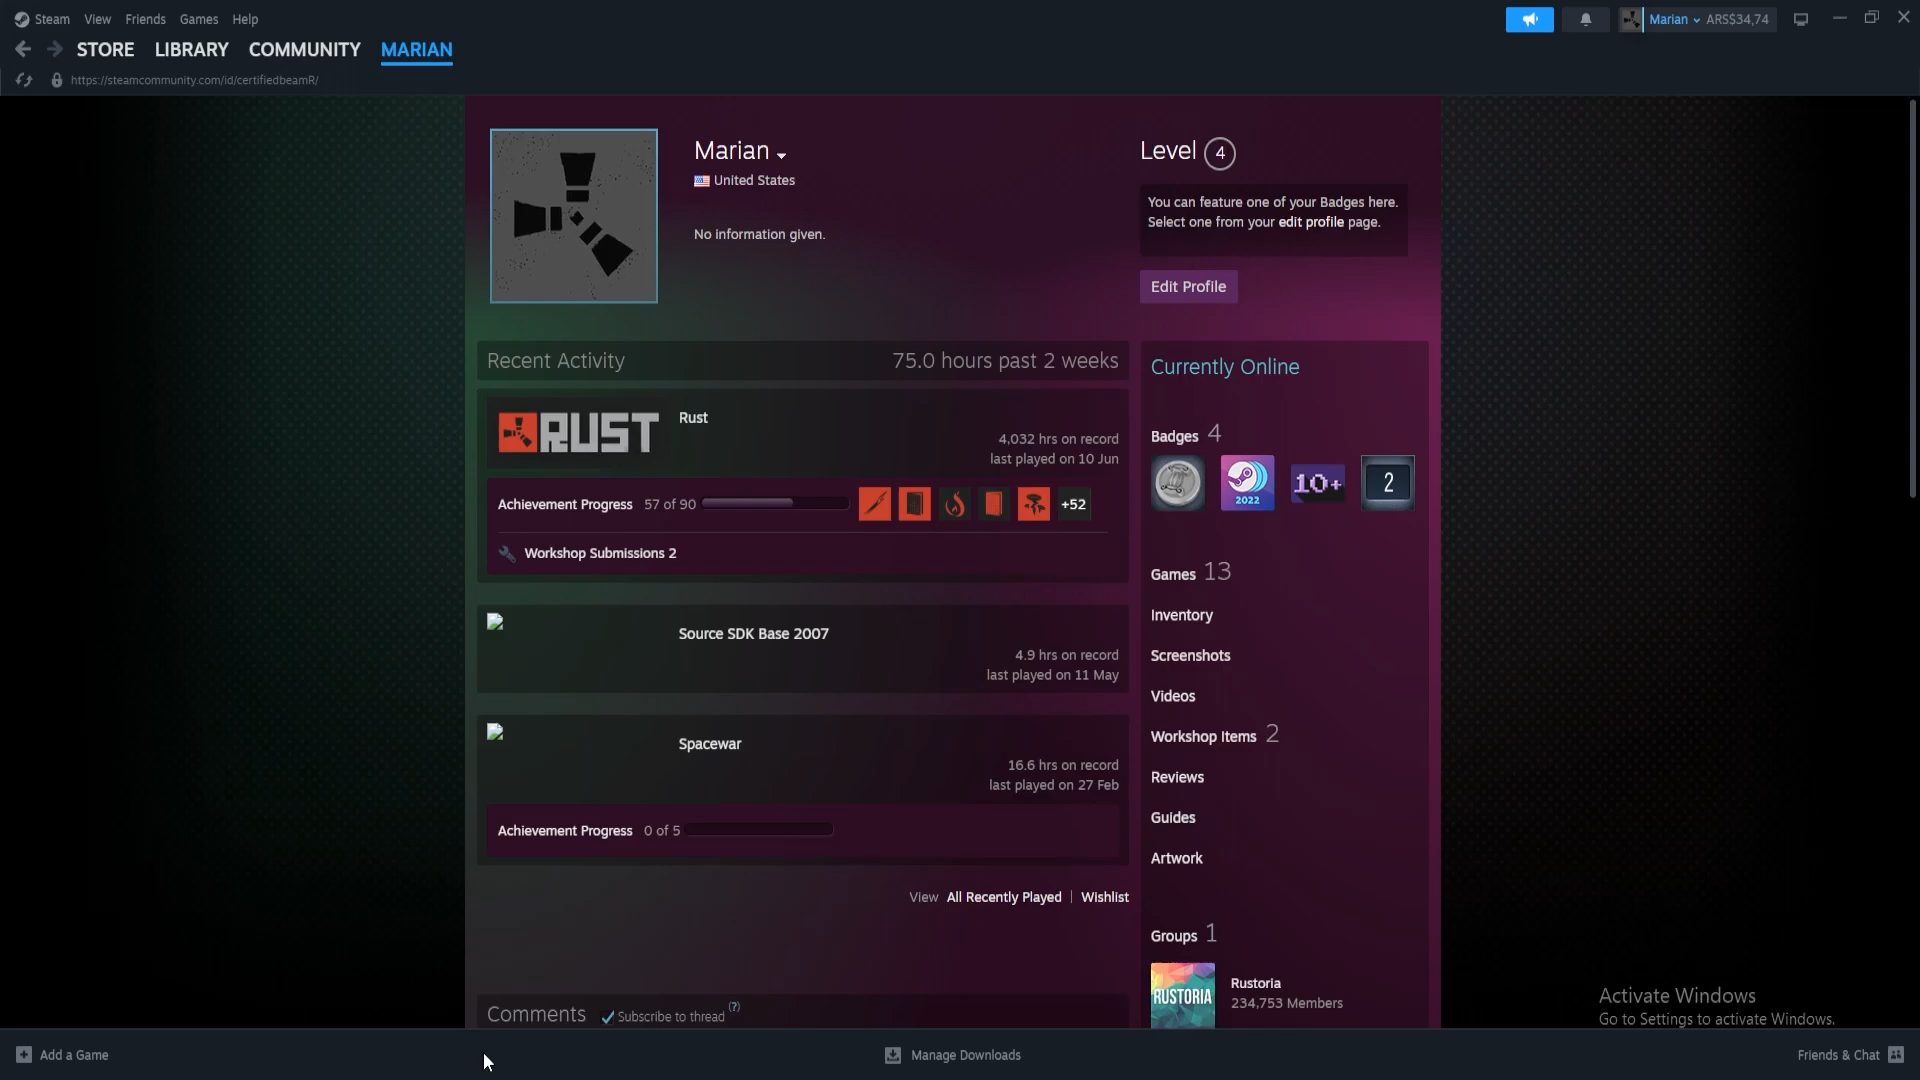 Steam View Friends Games Help
Marian ARS$34,74
STORE LIBRARY COMMUNITY MARIAN
https://steamcommunity.com/id/certifiedbeamR/
Marian
United States
No information given.
Level 4
You can feature one of your Badges here.
Select one from your edit profile page.
Edit Profile
Recent Activity 75.0 hours past 2 weeks
RUST
Rust
4,032 hrs on record
last played on 10 Jun
Achievement Progress 57 of 90 +52
Workshop Submissions 2
Source SDK Base 2007
4.9 hrs on record
last played on 11 May
Spacewar
16.6 hrs on record
last played on 27 Feb
Achievement Progress 0 of 5
View All Recently Played | Wishlist
Comments Subscribe to thread (?)
Currently Online
Badges 4
2022
10+
2
Games 13
Inventory
Screenshots
Videos
Workshop Items 2
Reviews
Guides
Artwork
Groups 1
RUSTORIA
Rustoria
234,753 Members
Activate Windows
Go to Settings to activate Windows.
Add a Game
Manage Downloads
Friends & Chat